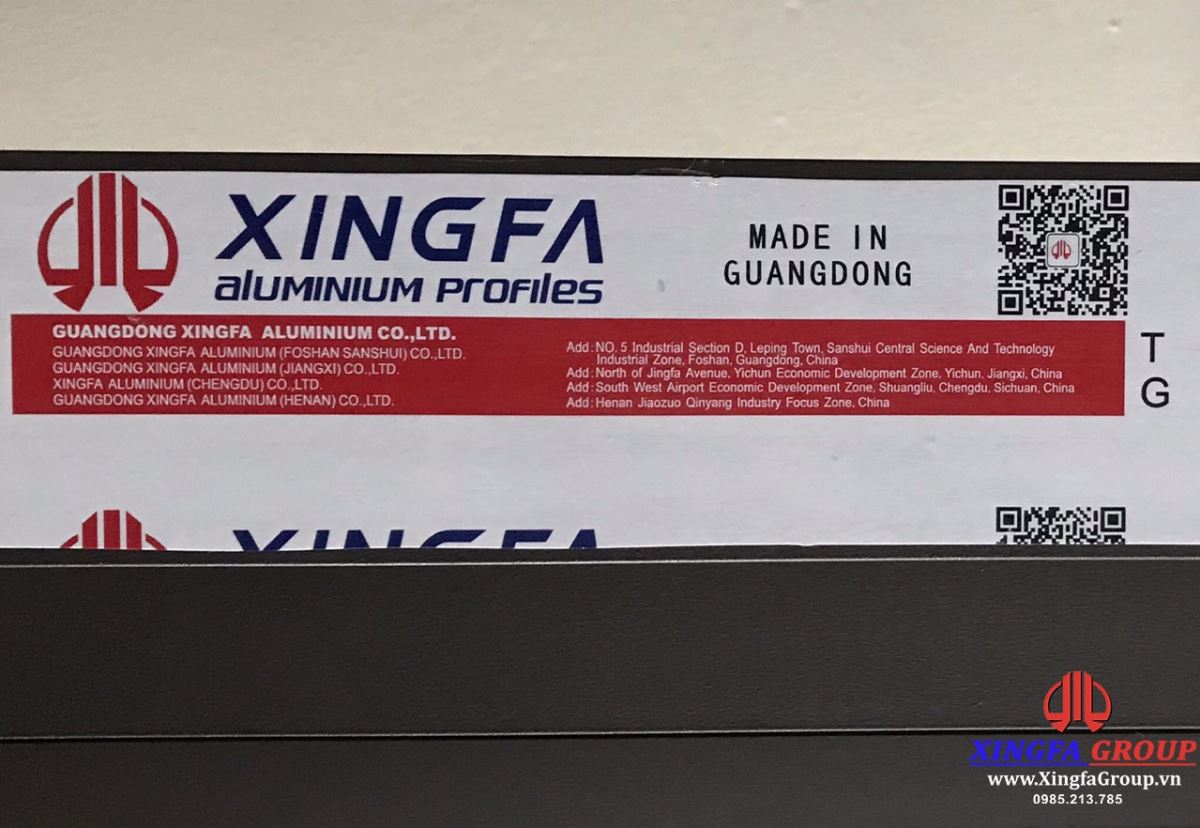 XINGFA
aLUMINIUM PrOFILes
MADE IN
GUANGDONG
GUANGDONG XINGFA ALUMINIUM CO.,LTD.
GUANGDONG XINGFA ALUMINIUM (FOSHAN SANSHUI) CO.,LTD.
GUANGDONG XINGFA ALUMINIUM (JIANGXI) CO.,LTD.
XINGFA ALUMINIUM (CHENGDU) CO.,LTD.
GUANGDONG XINGFA ALUMINIUM (HENAN) CO.,LTD.
Add: NO. 5 Industrial Section D, Leping Town, Sanshui Central Science And Technology
Industrial Zone, Foshan, Guangdong, China
Add: North of Jingfa Avenue, Yichun Economic Development Zone, Yichun, Jiangxi, China
Add: South West Airport Economic Development Zone, Shuangliu, Chengdu, Sichuan, China
Add: Henan Jiaozuo Qinyang Industry Focus Zone, China
T
G
XINGFA
XINGFA GROUP
www.XingfaGroup.vn
0985.213.785